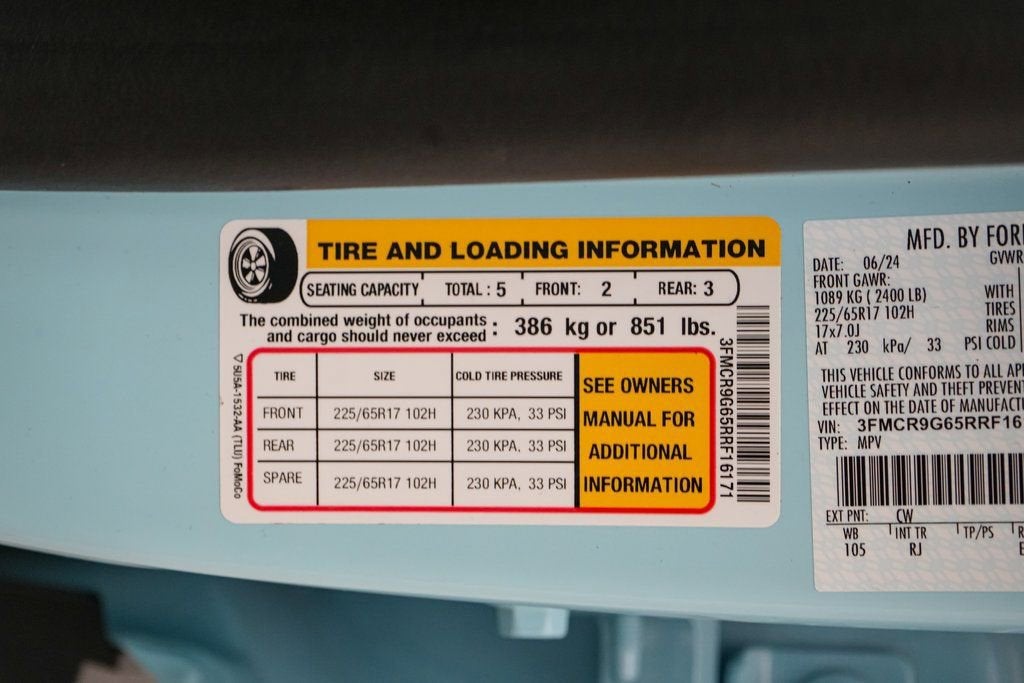 TIRE AND LOADING INFORMATION
SEATING CAPACITY TOTAL : 5 FRONT: 2 REAR: 3
The combined weight of occupants
and cargo should never exceed : 386 kg or 851 lbs.
TIRE SIZE COLD TIRE PRESSURE
FRONT 225/65R17 102H 230 KPA, 33 PSI
REAR 225/65R17 102H 230 KPA, 33 PSI
SPARE 225/65R17 102H 230 KPA, 33 PSI
SEE OWNERS
MANUAL FOR
ADDITIONAL
INFORMATION
5U5A-1532-AA (TLU) FoMoCo
3FMCR9G65RRF16171
MFD. BY FOR
DATE: 06/24 GVWR
FRONT GAWR:
1089 KG ( 2400 LB) WITH
225/65R17 102H TIRES
17x7.0J RIMS
AT 230 kPa/ 33 PSI COLD
THIS VEHICLE CONFORMS TO ALL AP
VEHICLE SAFETY AND THEFT PREVENT
EFFECT ON THE DATE OF MANUFACT
VIN: 3FMCR9G65RRF16
TYPE: MPV
EXT PNT: CW
WB INT TR TP/PS R
105 RJ E